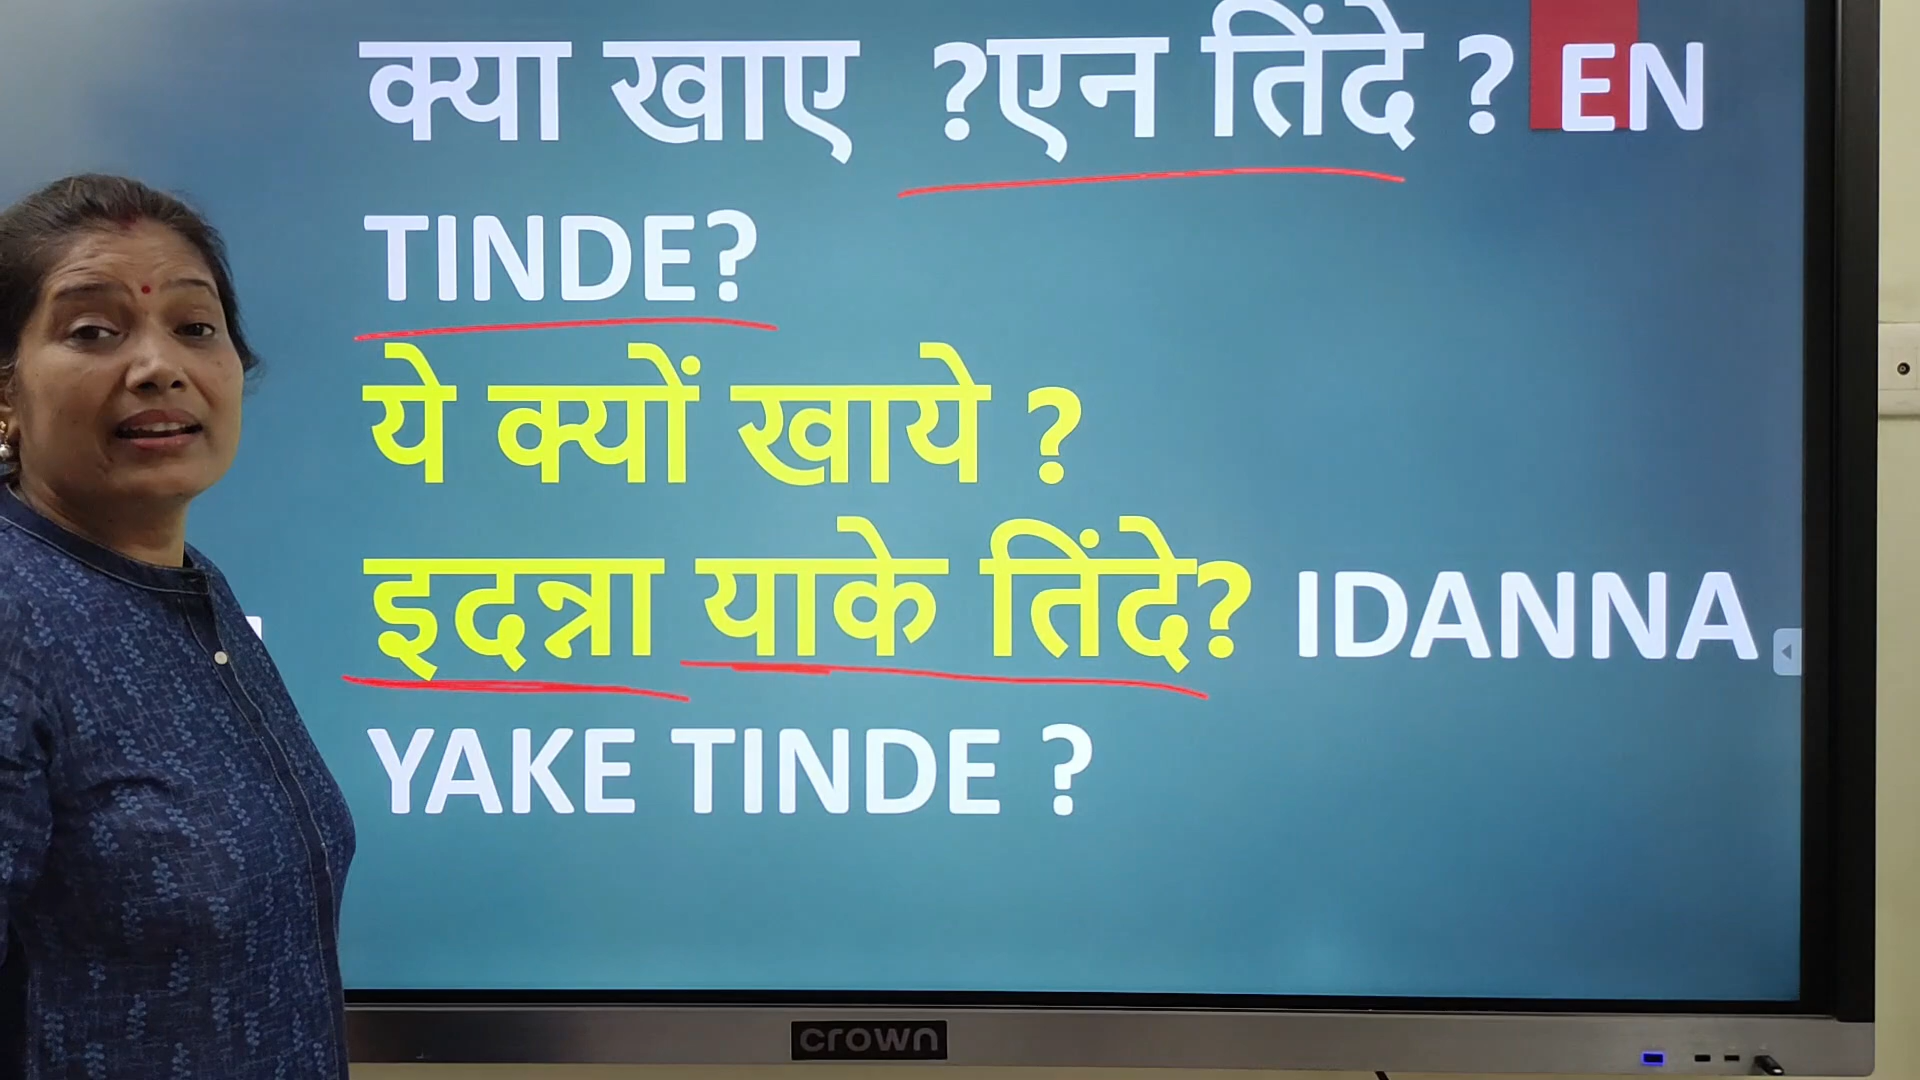 क्या खाए ?एन तिंदे ? EN
TINDE?
ये क्यों खाये ?
इदन्ना याके तिंदे? IDANNA
YAKE TINDE ?
crown